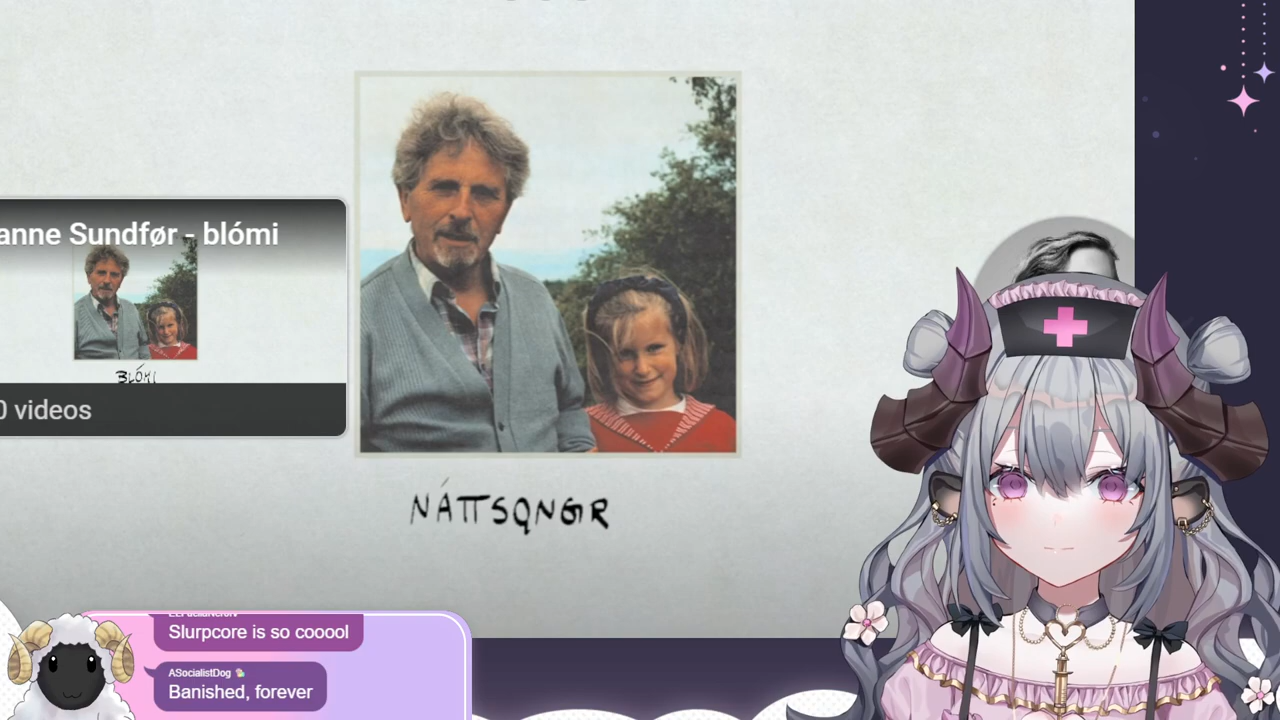 anne Sundfør - blómi
BLÓMI
0 videos
NÁTTSQNGR
Slurpcore is so cooool
ASocialistDog
Banished, forever